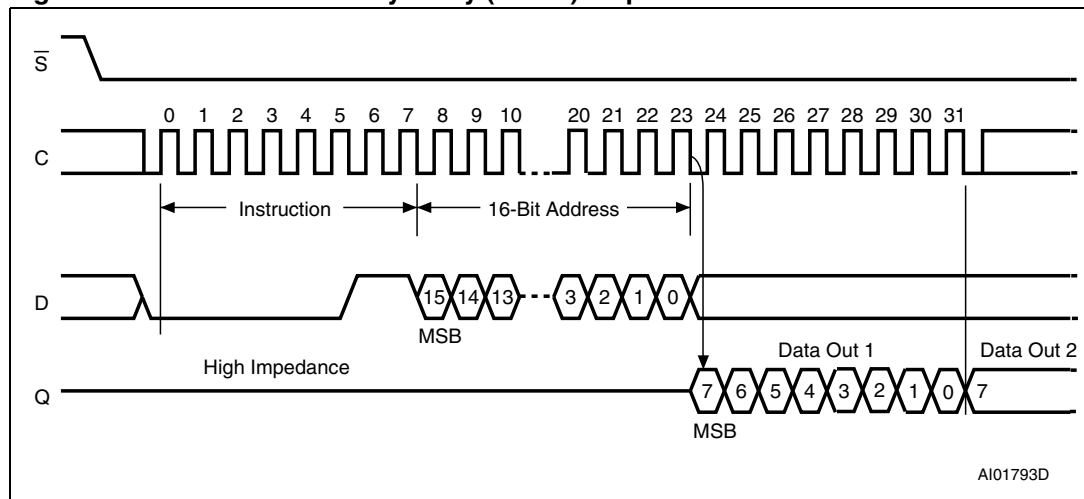 S
0 1 2 3 4 5 6 7 8 9 10 20 21 22 23 24 25 26 27 28 29 30 31
C
Instruction 16-Bit Address
D
15 14 13 3 2 1 0
MSB
High Impedance Data Out 1 Data Out 2
Q
7 6 5 4 3 2 1 0 7
MSB
AI01793D